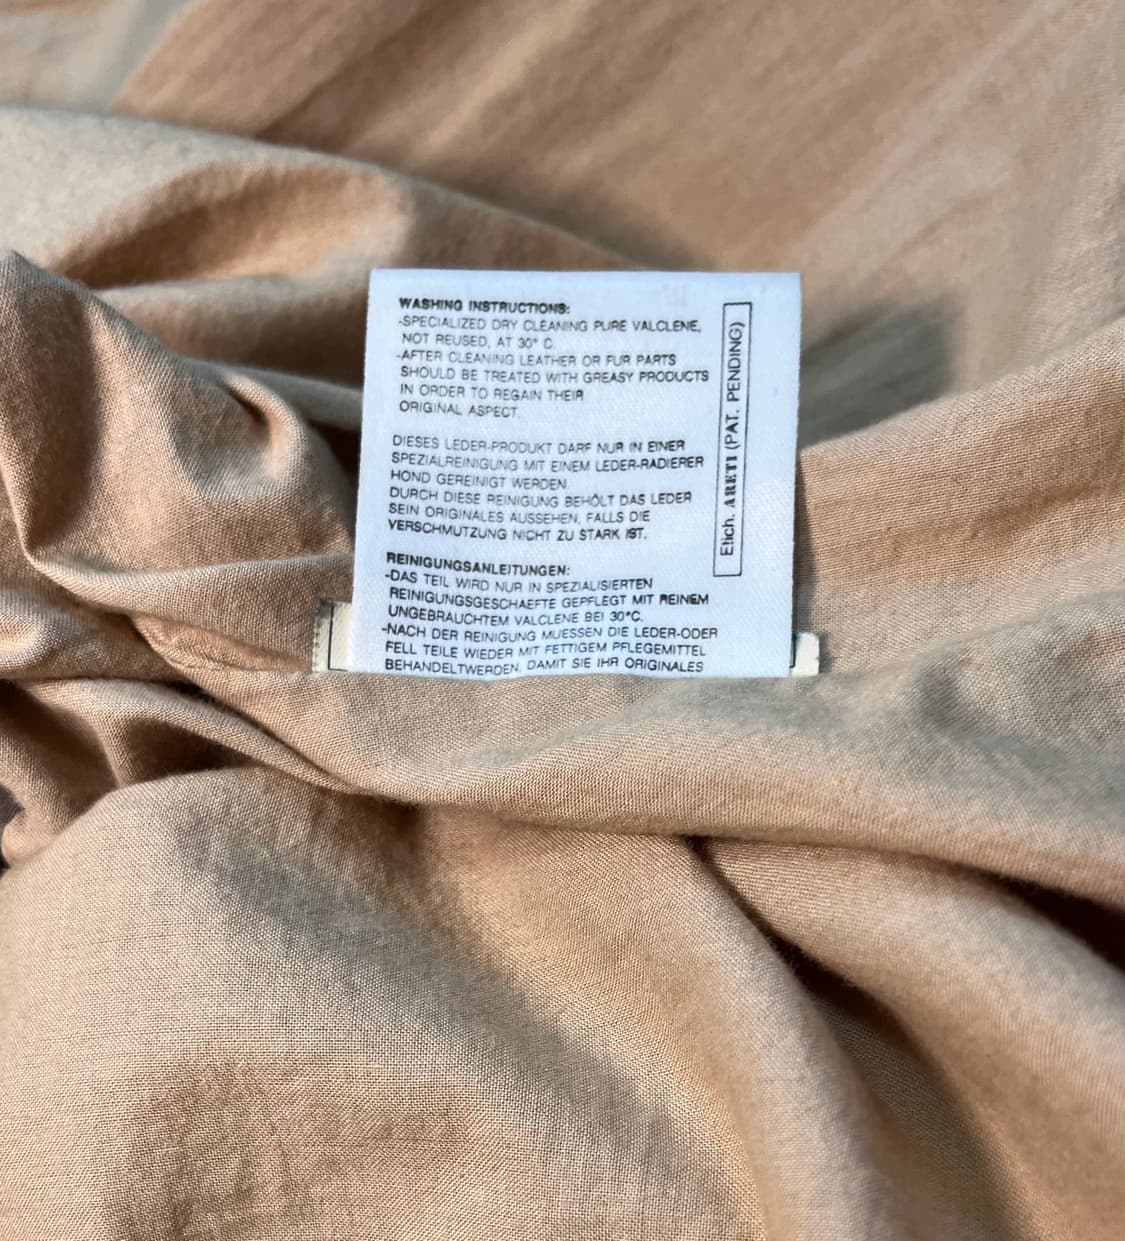 WASHING INSTRUCTIONS:
-SPECIALIZED DRY CLEANING PURE VALCLENE,
NOT REUSED, AT 30° C.
-AFTER CLEANING LEATHER OR FUR PARTS
SHOULD BE TREATED WITH GREASY PRODUCTS
IN ORDER TO REGAIN THEIR
ORIGINAL ASPECT.
DIESES LEDER-PRODUKT DARF NUR IN EINER
SPEZIALREINIGUNG MIT EINEM LEDER-RADIERER
HOND GEREINIGT WERDEN.
DURCH DIESE REINIGUNG BEHÖLT DAS LEDER
SEIN ORIGINALES AUSSEHEN, FALLS DIE
VERSCHMUTZUNG NICHT ZU STARK IST.
REINIGUNGSANLEITUNGEN:
-DAS TEIL WIRD NUR IN SPEZIALISIERTEN
REINIGUNGSGESCHAEFTE GEPFLEGT MIT REINEM
UNGEBRAUCHTEM VALCLENE BEI 30°C.
-NACH DER REINIGUNG MUESSEN DIE LEDER-ODER
FELL TEILE WIEDER MIT FETTIGEM PFLEGEMITTEL
BEHANDELTWERDEN, DAMIT SIE IHR ORIGINALES
Etich. ARETI (PAT. PENDING)